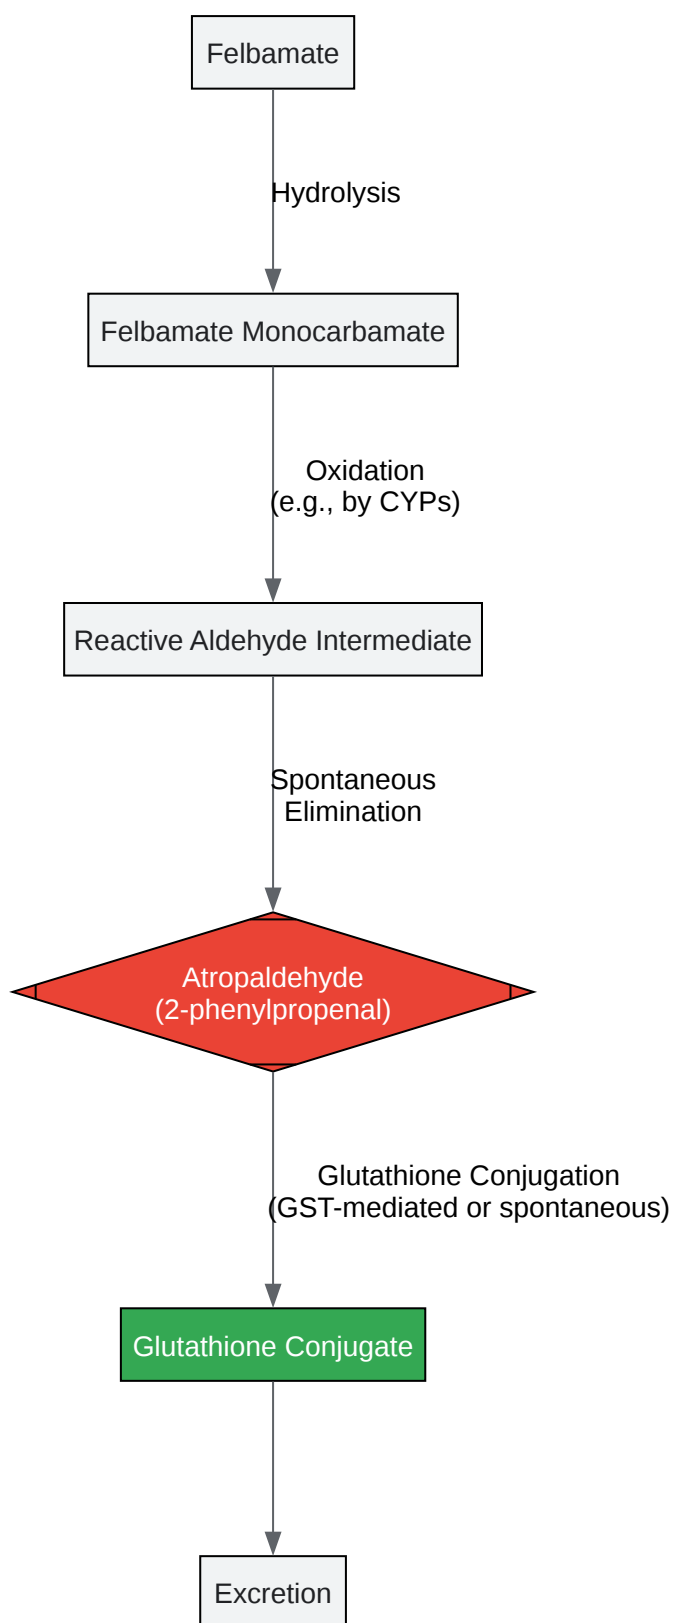 Felbamate
Hydrolysis
Felbamate Monocarbamate
Oxidation
(e.g., by CYPs)
Reactive Aldehyde Intermediate
Spontaneous
Elimination
Atropaldehyde
(2-phenylpropenal)
Glutathione Conjugation
(GST-mediated or spontaneous)
Glutathione Conjugate
Excretion